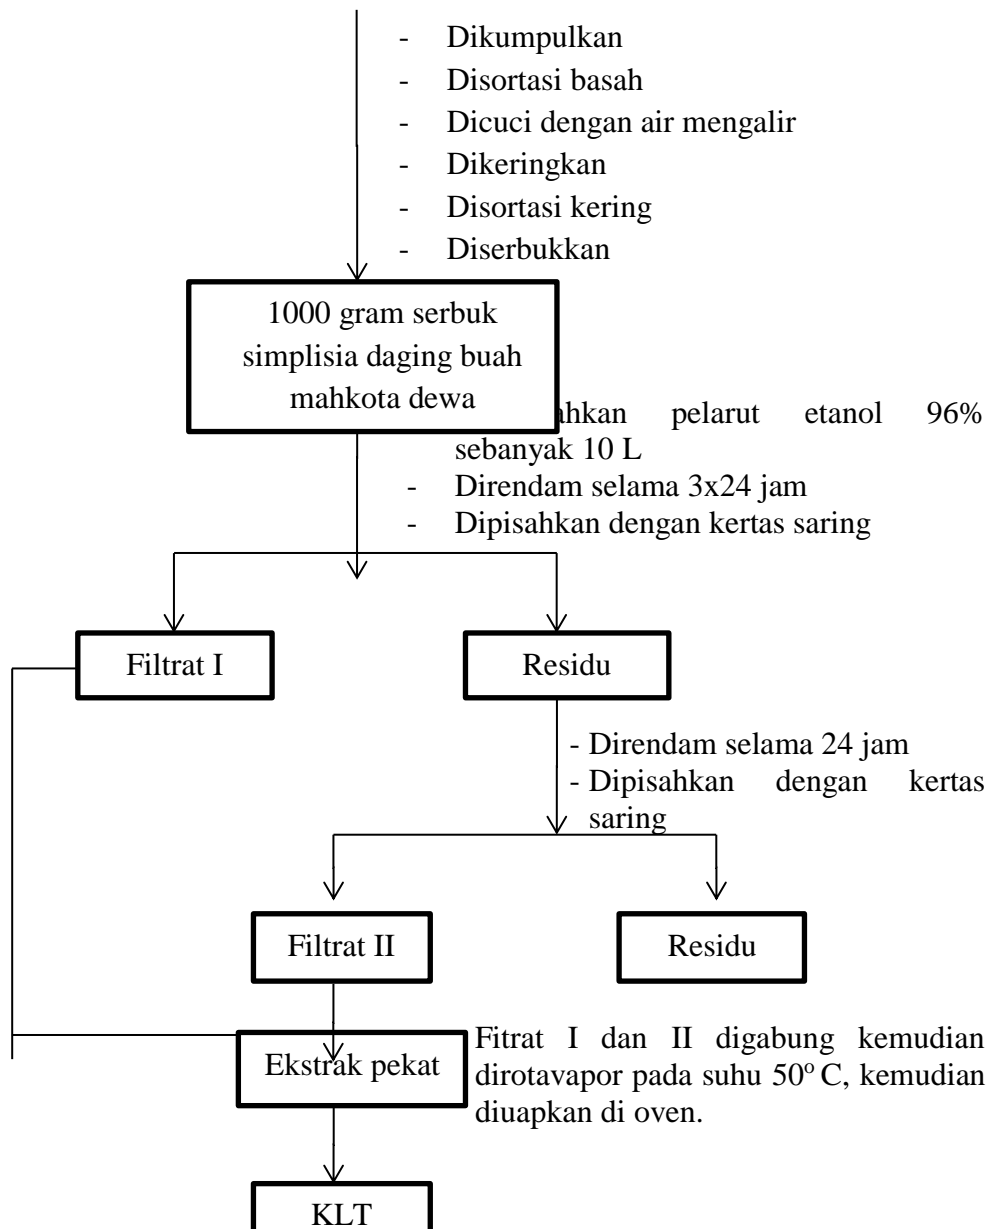 - Dikumpulkan
- Disortasi basah
- Dicuci dengan air mengalir
- Dikeringkan
- Disortasi kering
- Diserbukkan
1000 gram serbuk
simplisia daging buah
mahkota dewa
ahkan pelarut etanol 96%
sebanyak 10 L
- Direndam selama 3x24 jam
- Dipisahkan dengan kertas saring
Filtrat I
Residu
- Direndam selama 24 jam
- Dipisahkan dengan kertas
saring
Filtrat II
Residu
Fitrat I dan II digabung kemudian
dirotavapor pada suhu 50° C, kemudian
diuapkan di oven.
Ekstrak pekat
KLT